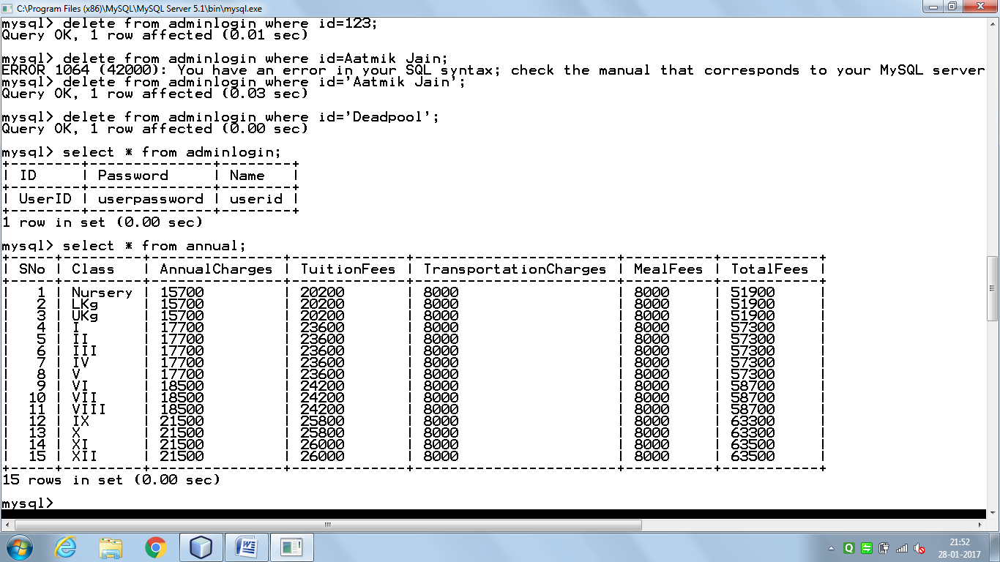 C:\Program Files (x86)\MySQL\MySQL Server 5.1\bin\mysql.exe
mysql> delete from adminlogin where id=123;
Query OK, 1 row affected (0.01 sec)
mysql> delete from adminlogin where id=Aatmik Jain;
ERROR 1064 (42000): You have an error in your SQL syntax; check the manual that corresponds to your MySQL server
mysql> delete from adminlogin where id='Aatmik Jain';
Query OK, 1 row affected (0.03 sec)
mysql> delete from adminlogin where id='Deadpool';
Query OK, 1 row affected (0.00 sec)
mysql> select * from adminlogin;
+--------+--------------+--------+
| ID     | Password     | Name   |
+--------+--------------+--------+
| UserID | userpassword | userid |
+--------+--------------+--------+
1 row in set (0.00 sec)
mysql> select * from annual;
+-----+---------+---------------+-------------+-----------------------+----------+-----------+
| SNo | Class   | AnnualCharges | TuitionFees | TransportationCharges | MealFees | TotalFees |
+-----+---------+---------------+-------------+-----------------------+----------+-----------+
|   1 | Nursery | 15700         | 20200       | 8000                  | 8000     | 51900     |
|   2 | LKg     | 15700         | 20200       | 8000                  | 8000     | 51900     |
|   3 | UKg     | 15700         | 20200       | 8000                  | 8000     | 51900     |
|   4 | I       | 17700         | 23600       | 8000                  | 8000     | 57300     |
|   5 | II      | 17700         | 23600       | 8000                  | 8000     | 57300     |
|   6 | III     | 17700         | 23600       | 8000                  | 8000     | 57300     |
|   7 | IV      | 17700         | 23600       | 8000                  | 8000     | 57300     |
|   8 | V       | 17700         | 23600       | 8000                  | 8000     | 57300     |
|   9 | VI      | 18500         | 24200       | 8000                  | 8000     | 58700     |
|  10 | VII     | 18500         | 24200       | 8000                  | 8000     | 58700     |
|  11 | VIII    | 18500         | 24200       | 8000                  | 8000     | 58700     |
|  12 | IX      | 21500         | 25800       | 8000                  | 8000     | 63300     |
|  13 | X       | 21500         | 25800       | 8000                  | 8000     | 63300     |
|  14 | XI      | 21500         | 26000       | 8000                  | 8000     | 63500     |
|  15 | XII     | 21500         | 26000       | 8000                  | 8000     | 63500     |
+-----+---------+---------------+-------------+-----------------------+----------+-----------+
15 rows in set (0.00 sec)
mysql>
21:52
28-01-2017